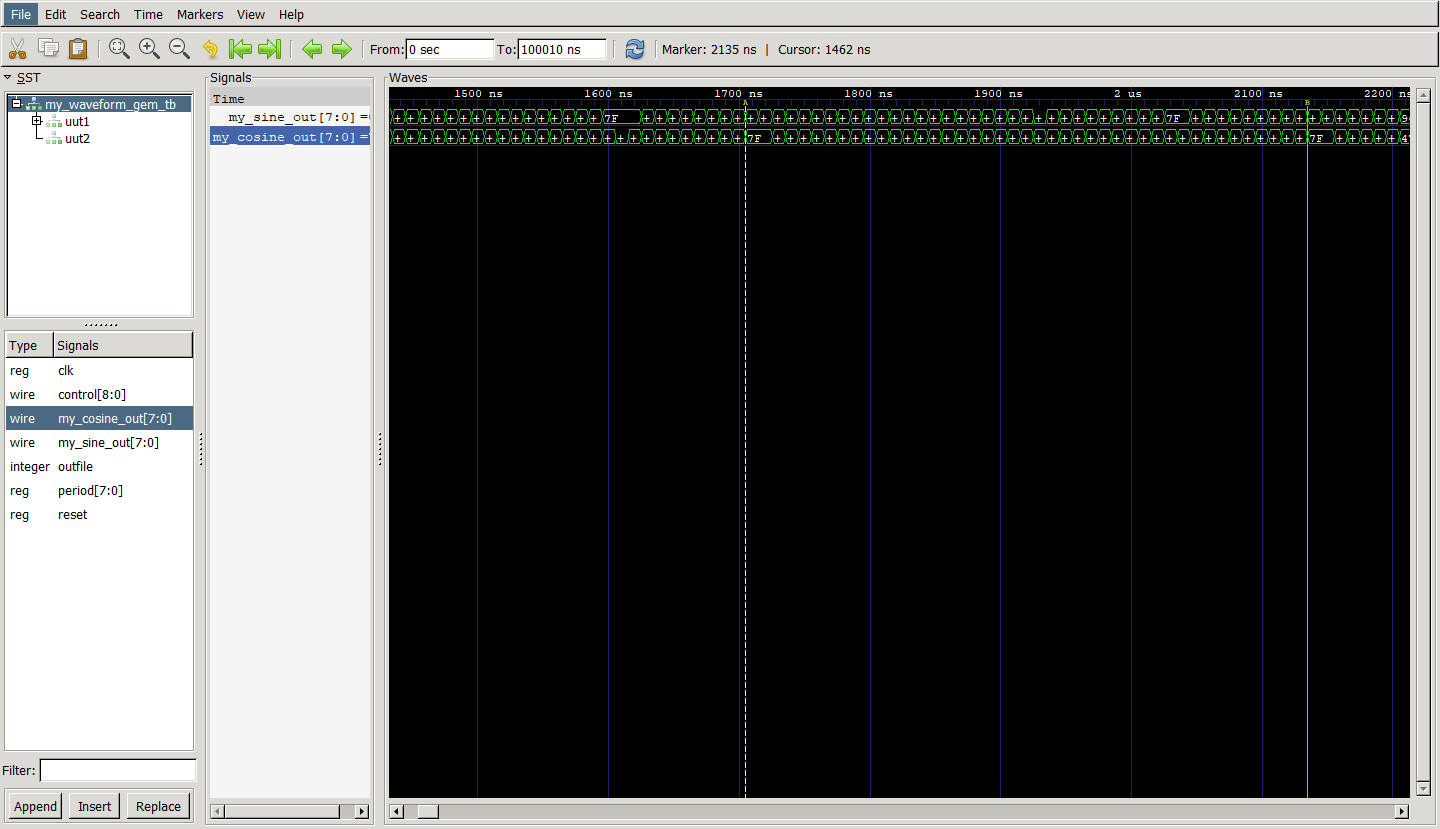 File Edit Search Time Markers View Help
From: 0 sec To: 100010 ns Marker: 2135 ns | Cursor: 1462 ns
SST
my_waveform_gem_tb
uut1
uut2
Type Signals
reg clk
wire control[8:0]
wire my_cosine_out[7:0]
wire my_sine_out[7:0]
integer outfile
reg period[7:0]
reg reset
Filter:
Append Insert Replace
Signals
Time
my_sine_out[7:0] =
my_cosine_out[7:0] =
Waves
1500 ns 1600 ns 1700 ns 1800 ns 1900 ns 2 us 2100 ns 2200 ns
A B
7F 7F
7F 7F